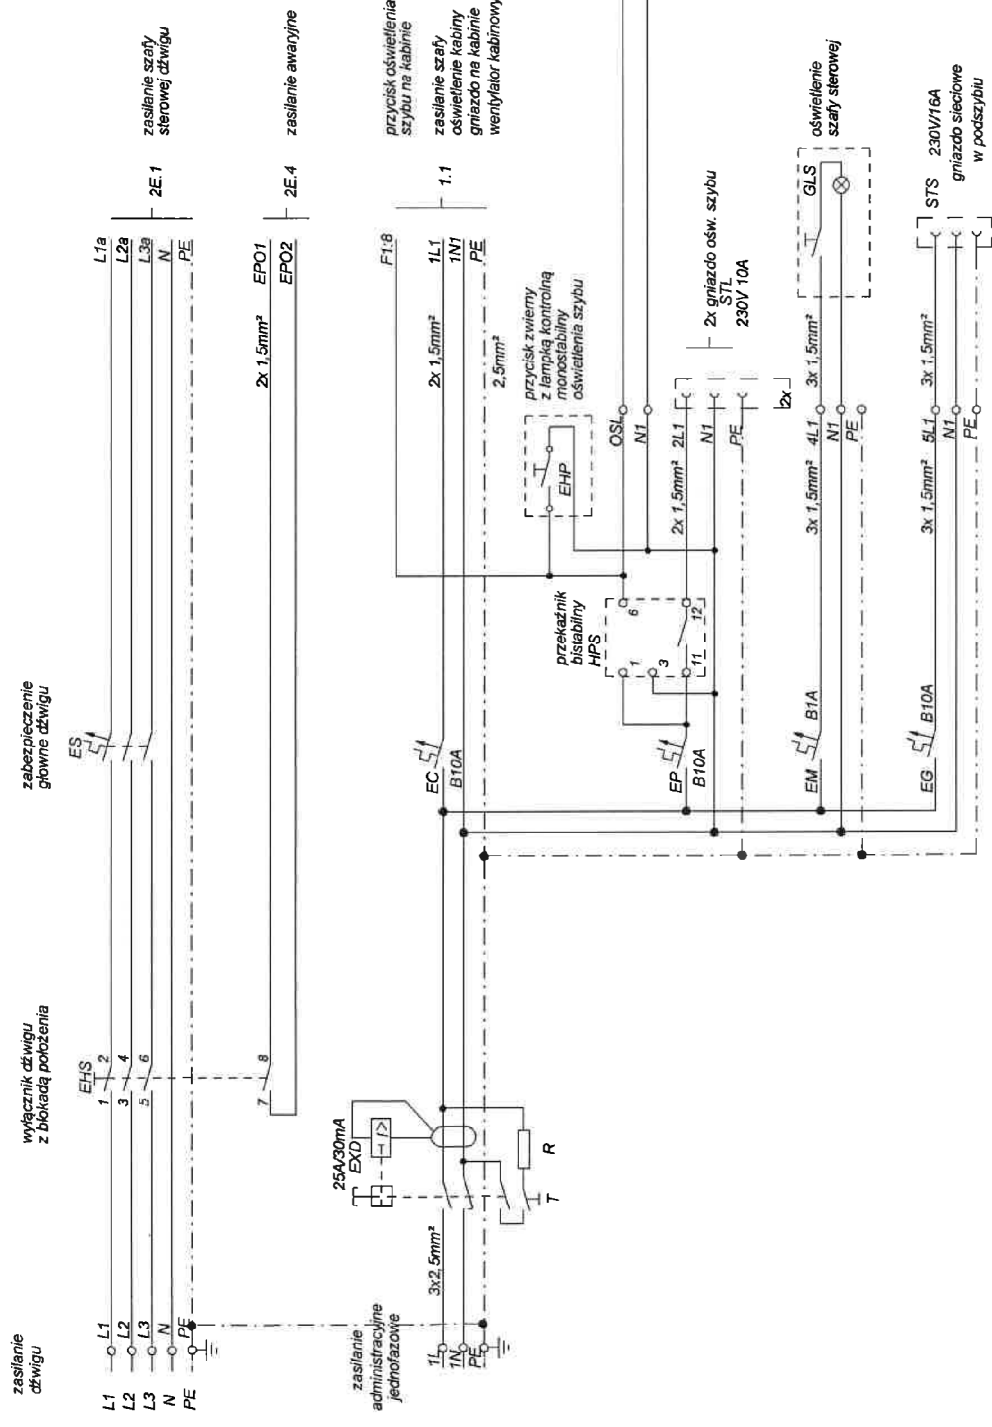 zasilanie
dźwigu
wyłącznik dźwigu
z blokadą położenia
zabezpieczenie
głowne dźwigu
L1
L2
L3
N
PE
L1
L2
L3
N
PE
EHS
1 2
3 4
5 6
7 8
ES
L1a
L2a
L3a
N
PE
2E.1
zasilanie szafy
sterowej dźwigu
2x 1,5mm²
EPO1
EPO2
2E.4
zasilanie awaryjne
zasilanie
administracyjne
jednofazowe
1L
1N
PE
3x2,5mm²
25A/30mA
EXD
I>
T
R
EC
B10A
F1:8
2x 1,5mm²
1L1
1N1
PE
2,5mm²
1.1
przycisk oświetlenia
szybu na kabinie
zasilanie szafy
oświetlenie kabiny
gniazdo na kabinie
wentylator kabinowy
przycisk zwierny
z lampką kontrolną
monostabilny
oświetlenia szybu
EHP
przekaźnik
bistabilny
HPS
1
3
11
6
12
OSL
N1
EP
B10A
2x 1,5mm²
2L1
N1
PE
2x
2x gniazdo ośw. szybu
STL
230V 10A
EM
B1A
3x 1,5mm²
4L1
N1
PE
3x 1,5mm²
GLS
oświetlenie
szafy sterowej
EG
B10A
3x 1,5mm²
5L1
N1
PE
3x 1,5mm²
STS
230V/16A
gniazdo sieciowe
w podszybiu